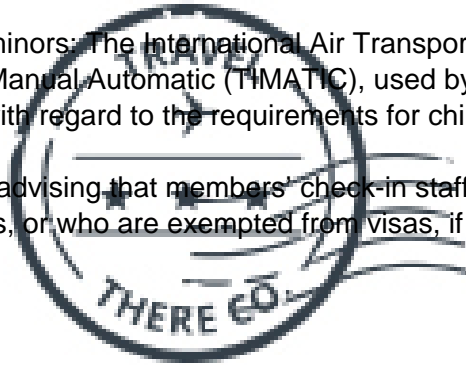 TRAVEL
minors: The International Air Transpor
Manual Automatic (TIMATIC), used by
with regard to the requirements for chi
advising that members' check-in staff
s, or who are exempted from visas, if
THERE CO.